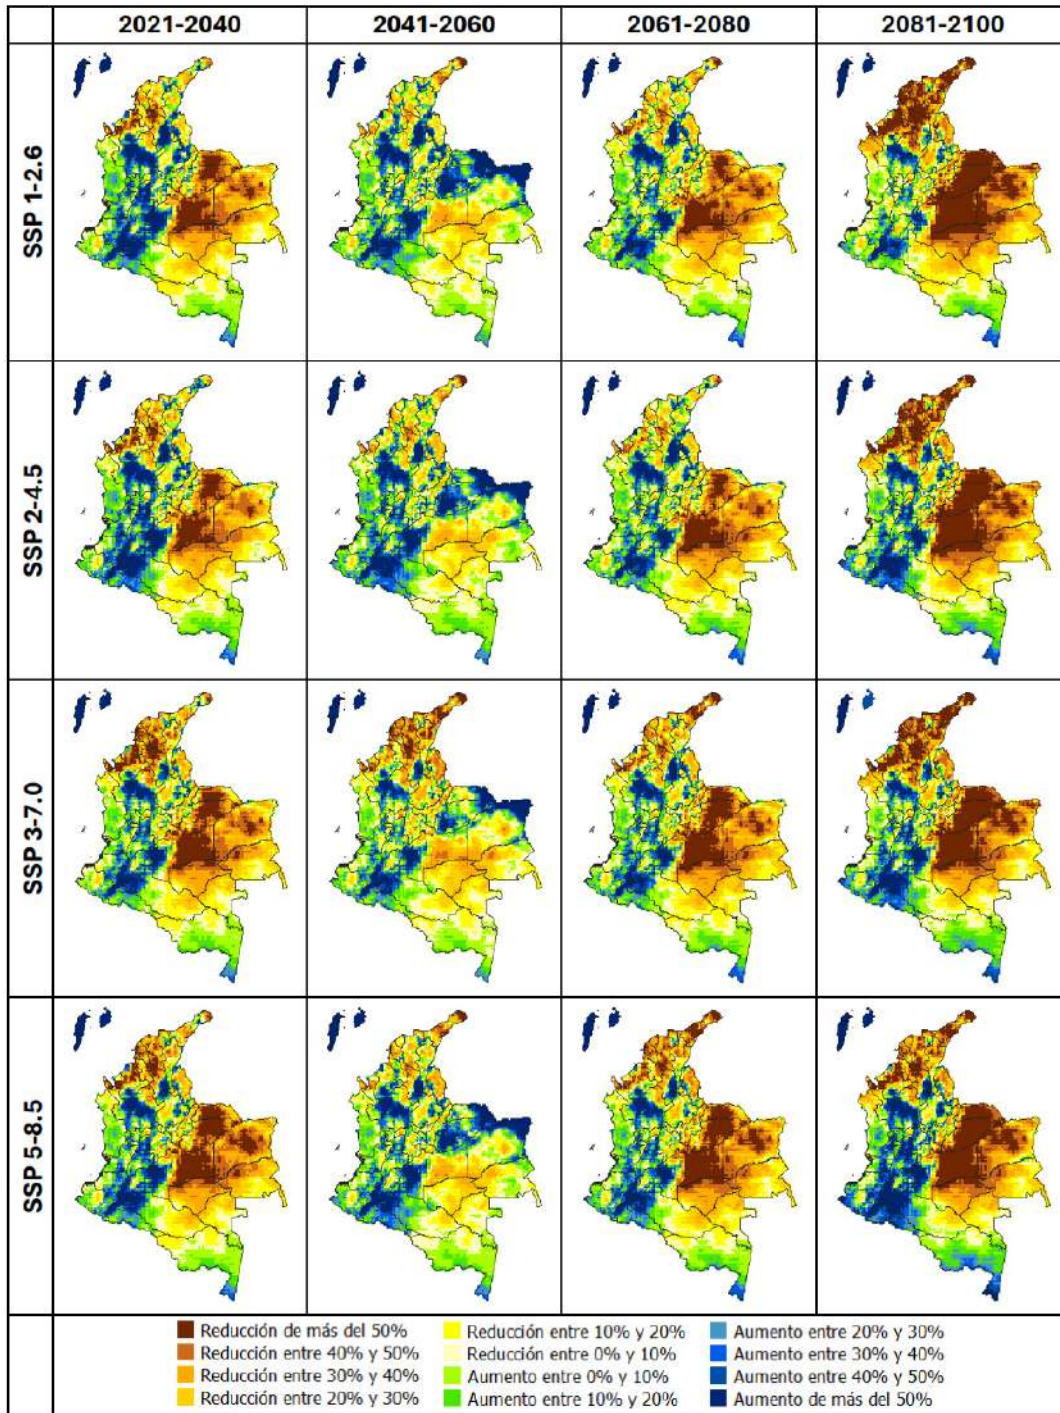 2021-2040 2041-2060 2061-2080 2081-2100
SSP 1-2.6
SSP 2-4.5
SSP 3-7.0
SSP 5-8.5
Reducción de más del 50% Reducción entre 10% y 20% Aumento entre 20% y 30%
Reducción entre 40% y 50% Reducción entre 0% y 10% Aumento entre 30% y 40%
Reducción entre 30% y 40% Aumento entre 0% y 10% Aumento entre 40% y 50%
Reducción entre 20% y 30% Aumento entre 10% y 20% Aumento de más del 50%